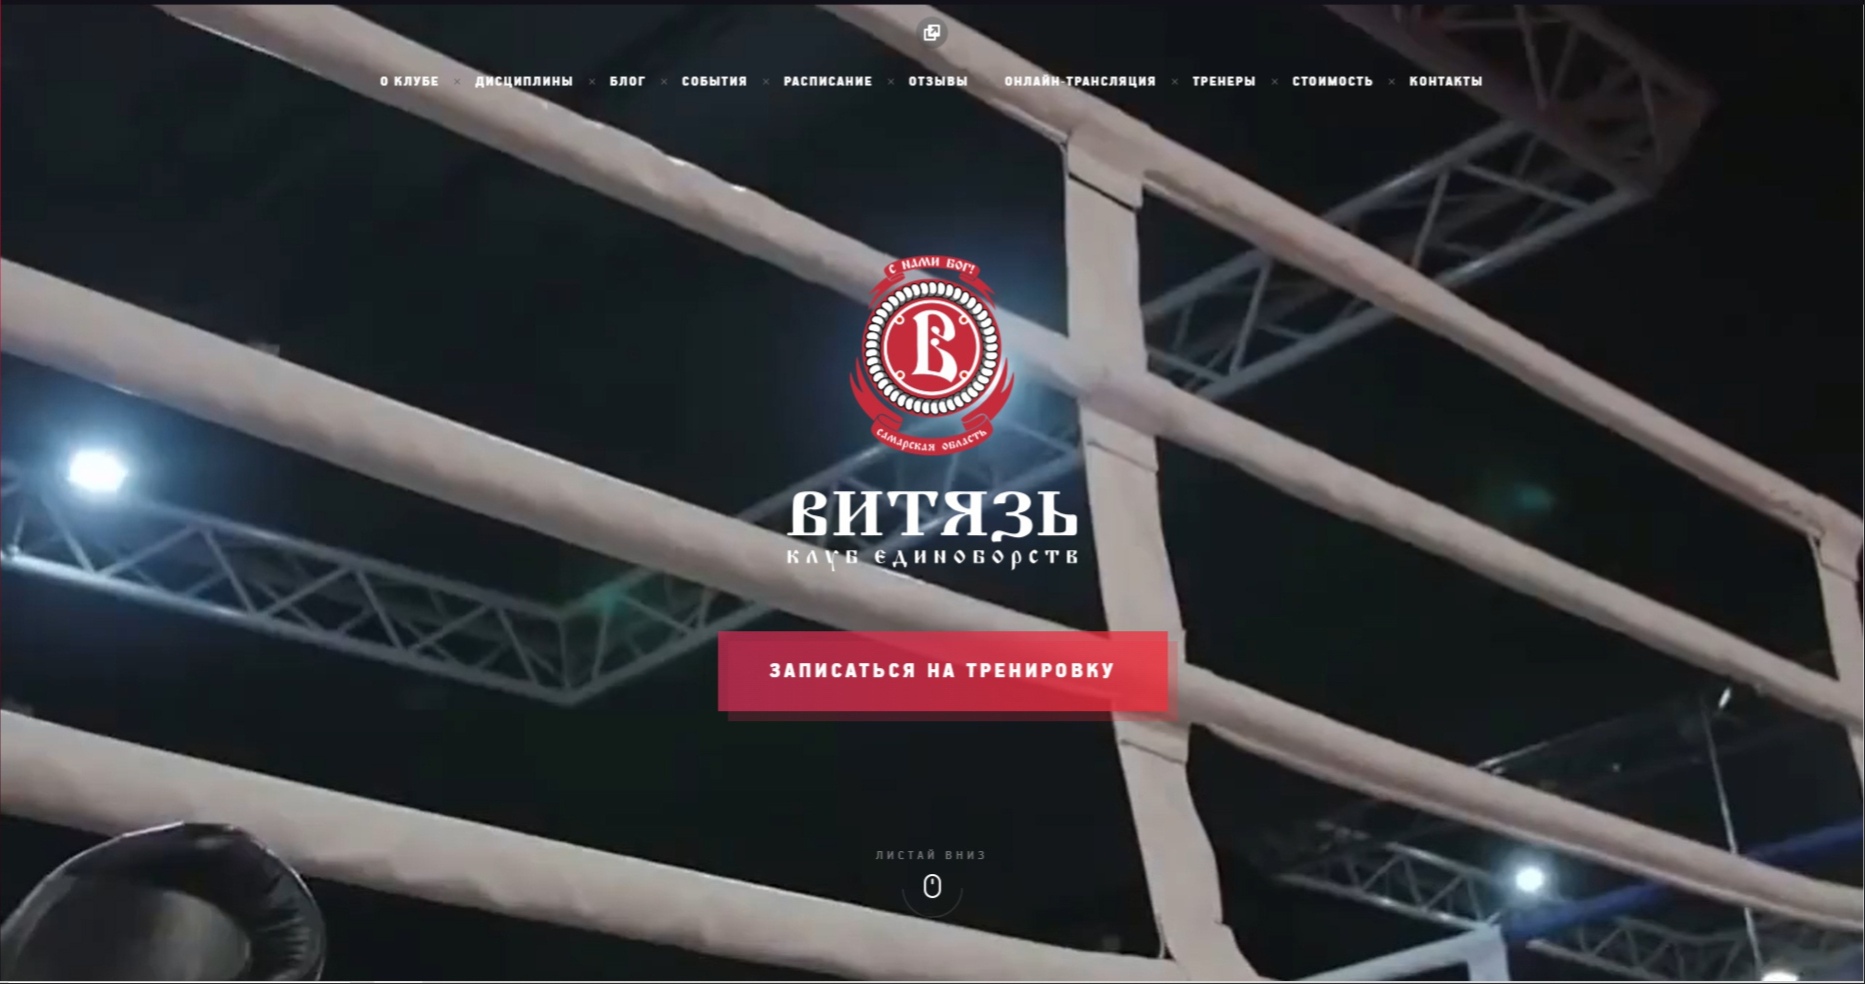 О КЛУБЕ × ДИСЦИПЛИНЫ × БЛОГ × СОБЫТИЯ × РАСПИСАНИЕ × ОТЗЫВЫ ОНЛАЙН-ТРАНСЛЯЦИЯ × ТРЕНЕРЫ × СТОИМОСТЬ × КОНТАКТЫ
С НАМИ БОГ!
В
САМАРСКАЯ ОБЛАСТЬ
ВИТЯЗЬ
КЛУБ ЕДИНОБОРСТВ
ЗАПИСАТЬСЯ НА ТРЕНИРОВКУ
ЛИСТАЙ ВНИЗ